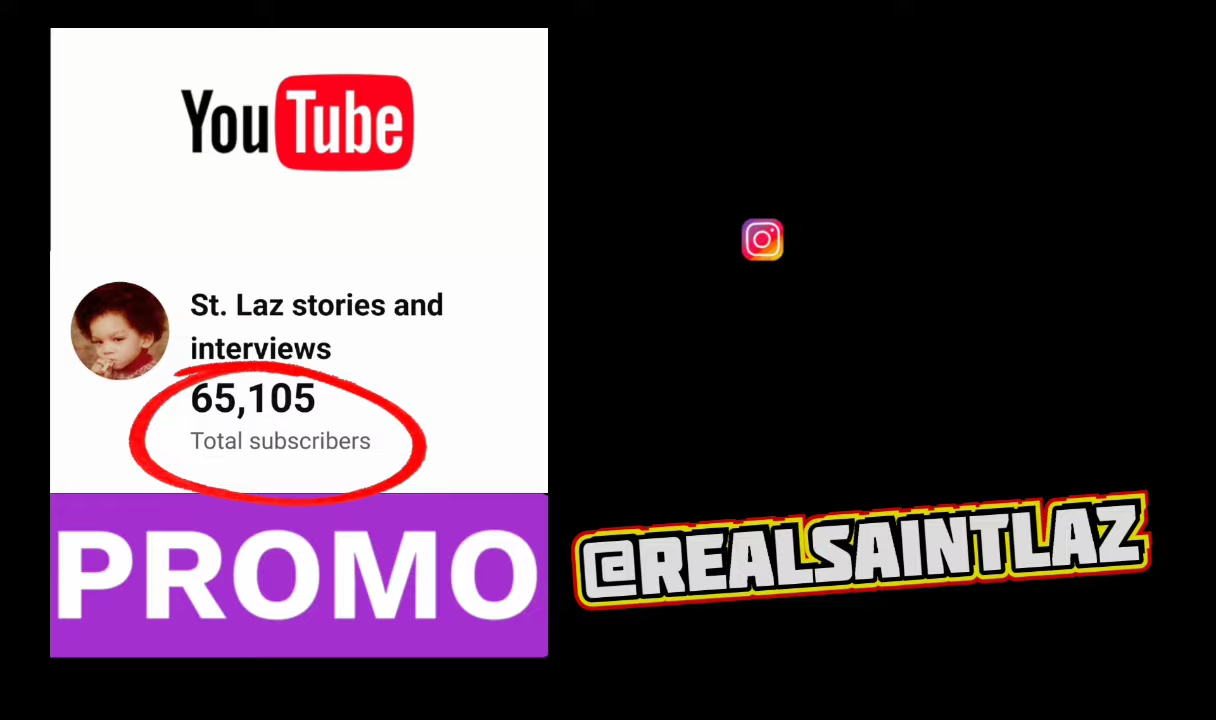 YouTube
St. Laz stories and
interviews
65,105
Total subscribers
PROMO
@REALSAINTLAZ